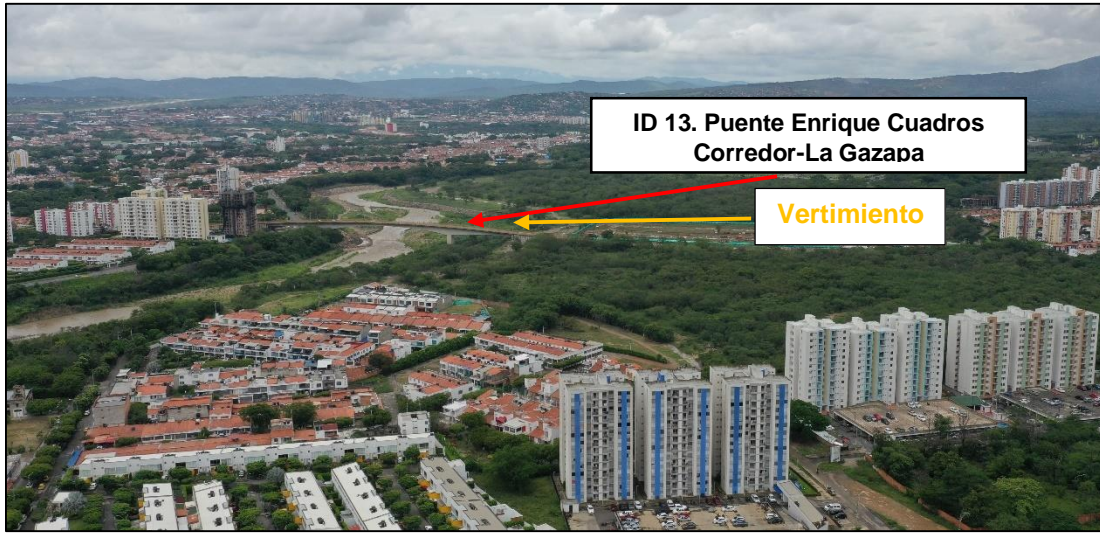 ID 13. Puente Enrique Cuadros
Corredor-La Gazapa
Vertimiento